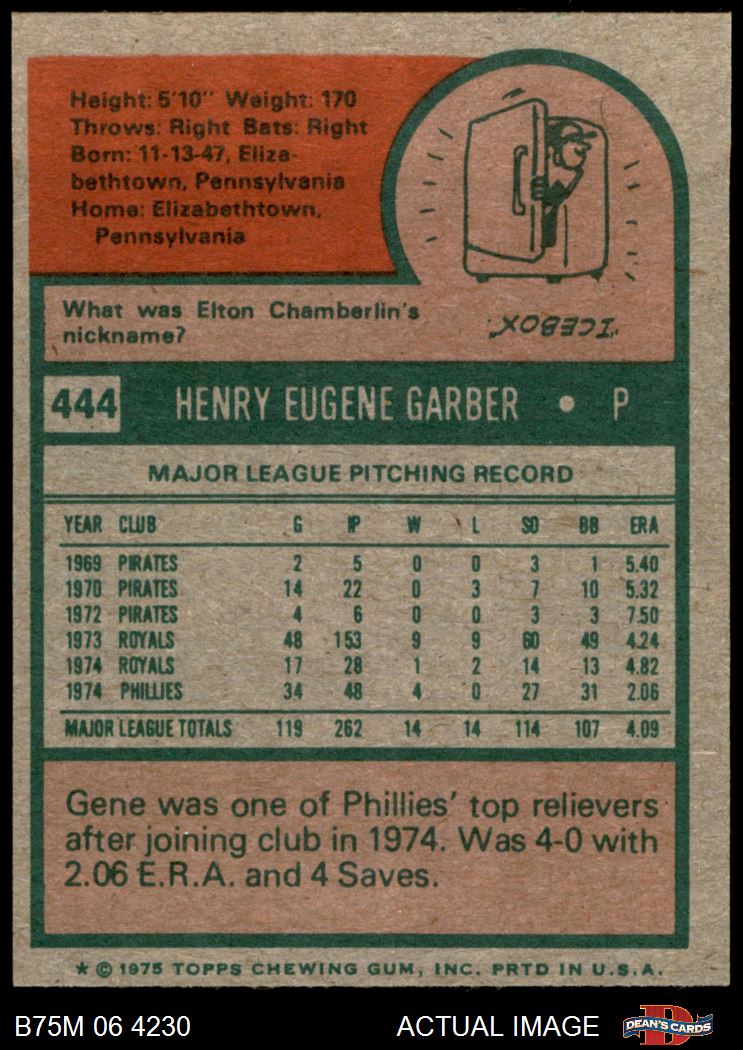 Height: 5'10" Weight: 170
Throws: Right Bats: Right
Born: 11-13-47, Eliza-
bethtown, Pennsylvania
Home: Elizabethtown,
Pennsylvania
What was Elton Chamberlin's
nickname?
"ICEBOX."
444 HENRY EUGENE GARBER • P
MAJOR LEAGUE PITCHING RECORD
YEAR CLUB G IP W L SO BB ERA
1969 PIRATES 2 5 0 0 3 1 5.40
1970 PIRATES 14 22 0 3 7 10 5.32
1972 PIRATES 4 6 0 0 3 3 7.50
1973 ROYALS 48 153 9 9 60 49 4.24
1974 ROYALS 17 28 1 2 14 13 4.82
1974 PHILLIES 34 48 4 0 27 31 2.06
MAJOR LEAGUE TOTALS 119 262 14 14 114 107 4.09
Gene was one of Phillies' top relievers
after joining club in 1974. Was 4-0 with
2.06 E.R.A. and 4 Saves.
* © 1975 TOPPS CHEWING GUM, INC. PRTD IN U.S.A.
B75M 06 4230 ACTUAL IMAGE DEAN'S CARDS